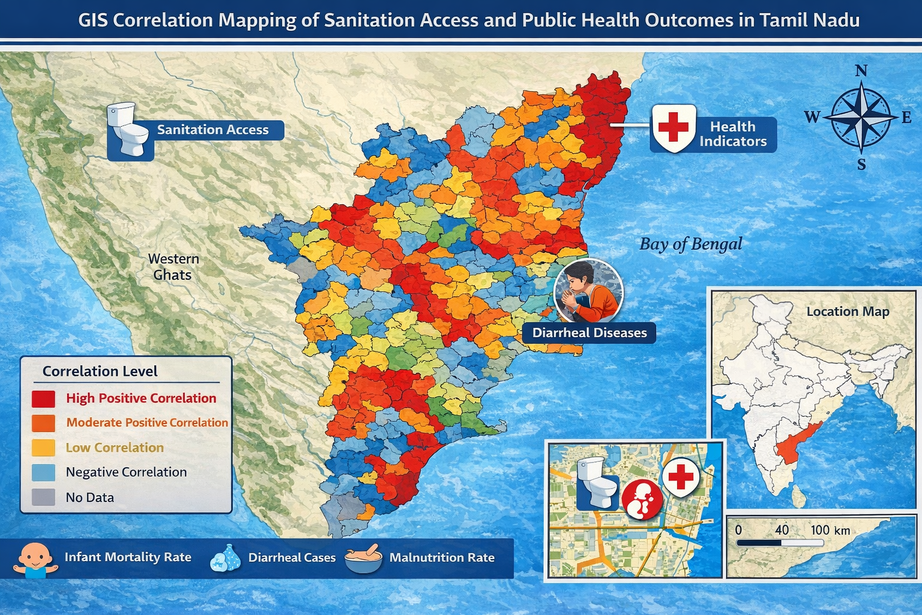 GIS Correlation Mapping of Sanitation Access and Public Health Outcomes in Tamil Nadu
Sanitation Access
Health
Indicators
N
W
E
S
Bay of Bengal
Western
Ghats
Diarrheal Diseases
Location Map
Correlation Level
High Positive Correlation
Moderate Positive Correlation
Low Correlation
Negative Correlation
No Data
0 40 100 km
Infant Mortality Rate
Diarrheal Cases
Malnutrition Rate